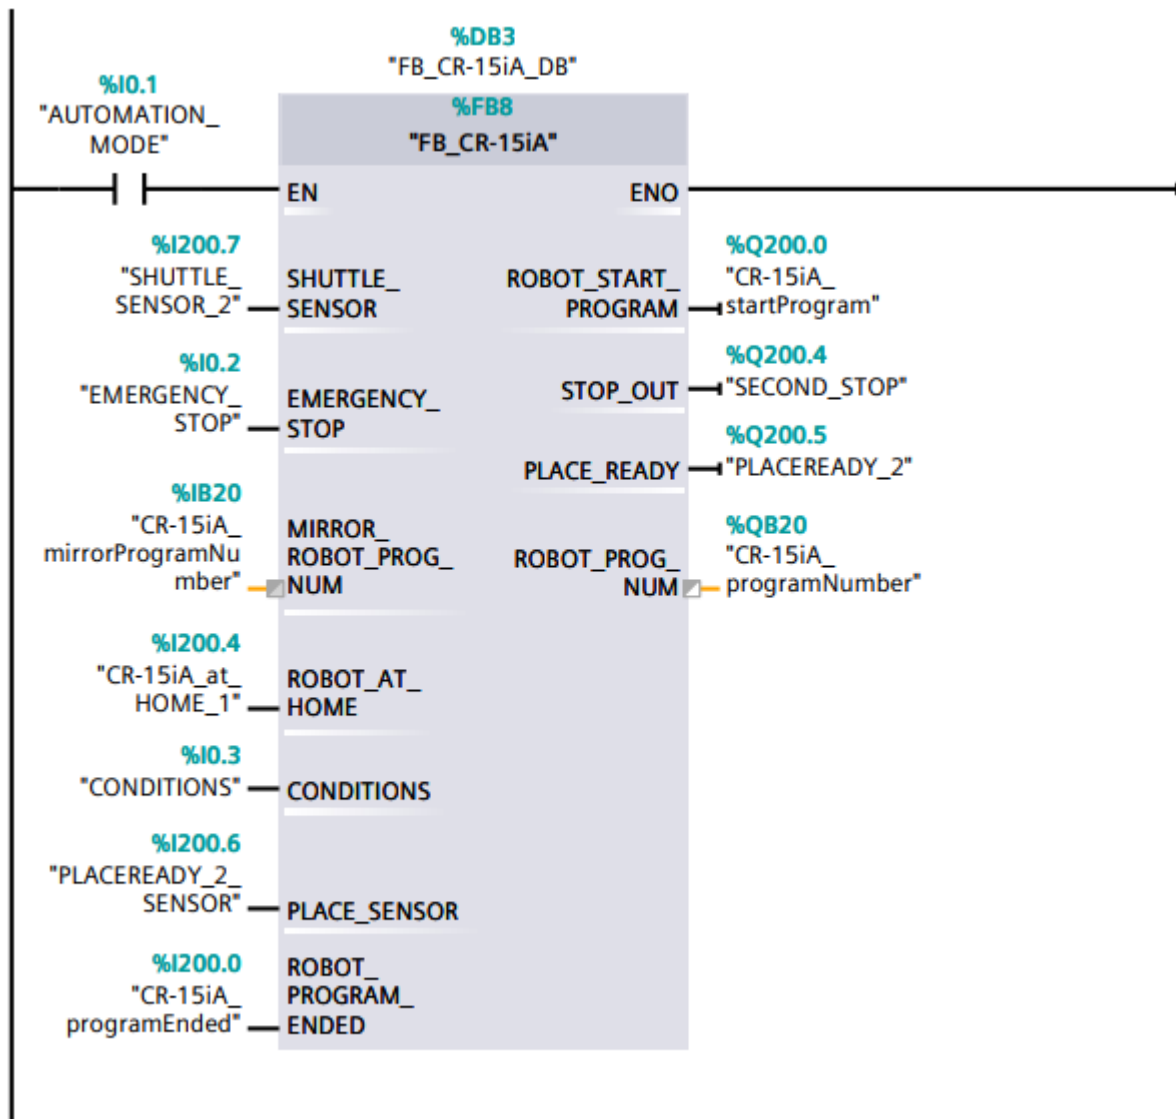 %DB3
"FB_CR-15iA_DB"
%I0.1
"AUTOMATION_
MODE"
%FB8
"FB_CR-15iA"
EN
ENO
%I200.7
"SHUTTLE_
SENSOR_2"
SHUTTLE_
SENSOR
ROBOT_START_
PROGRAM
%Q200.0
"CR-15iA_
startProgram"
%I0.2
"EMERGENCY_
STOP"
EMERGENCY_
STOP
STOP_OUT
%Q200.4
"SECOND_STOP"
PLACE_READY
%Q200.5
"PLACEREADY_2"
%IB20
"CR-15iA_
mirrorProgramNu
mber"
MIRROR_
ROBOT_PROG_
NUM
ROBOT_PROG_
NUM
%QB20
"CR-15iA_
programNumber"
%I200.4
"CR-15iA_at_
HOME_1"
ROBOT_AT_
HOME
%I0.3
"CONDITIONS"
CONDITIONS
%I200.6
"PLACEREADY_2_
SENSOR"
PLACE_SENSOR
%I200.0
"CR-15iA_
programEnded"
ROBOT_
PROGRAM_
ENDED